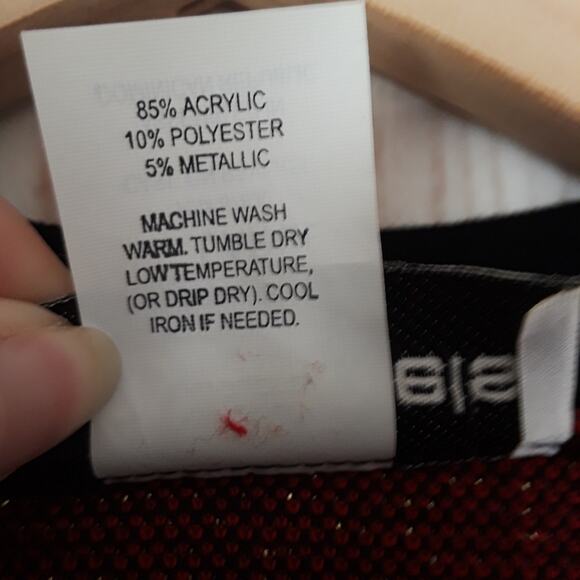 85% ACRYLIC
10% POLYESTER
5% METALLIC
MACHINE WASH
WARM. TUMBLE DRY
LOW TEMPERATURE,
(OR DRIP DRY). COOL
IRON IF NEEDED.